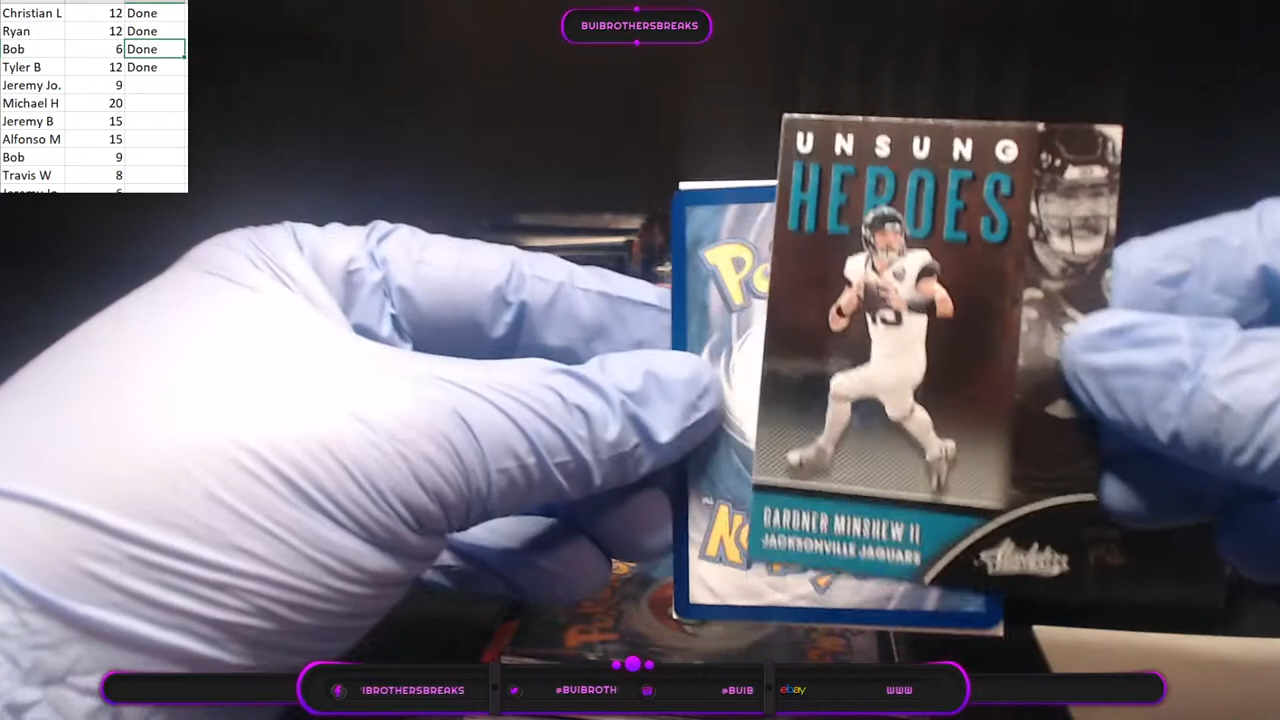 Christian L 12 Done
Ryan 12 Done
Bob 6 Done
Tyler B 12 Done
Jeremy Jo. 9
Michael H 20
Jeremy B 15
Alfonso M 15
Bob 9
Travis W 8
BUIBROTHERSBREAKS
UNSUNG
HEROES
GARDNER MINSHEW II
JACKSONVILLE JAGUARS
Absolute
IBROTHERSBREAKS
@BUIBROTH
@BUIB
ebay
WWW